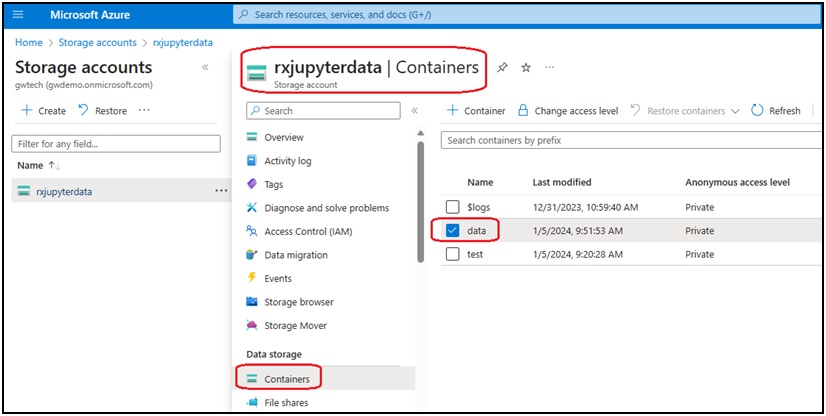 Microsoft Azure
Search resources, services, and docs (G+/)
Home > Storage accounts > rxjupyterdata
Storage accounts
gwtech (gwdemo.onmicrosoft.com)
+ Create Restore ...
Filter for any field...
Name ↑↓
rxjupyterdata ...
rxjupyterdata | Containers ...
Storage account
Search
Overview
Activity log
Tags
Diagnose and solve problems
Access Control (IAM)
Data migration
Events
Storage browser
Storage Mover
Data storage
Containers
File shares
+ Container Change access level Restore containers Refresh
Search containers by prefix
Name Last modified Anonymous access level
$logs 12/31/2023, 10:59:40 AM Private
data 1/5/2024, 9:51:53 AM Private
test 1/5/2024, 9:20:28 AM Private